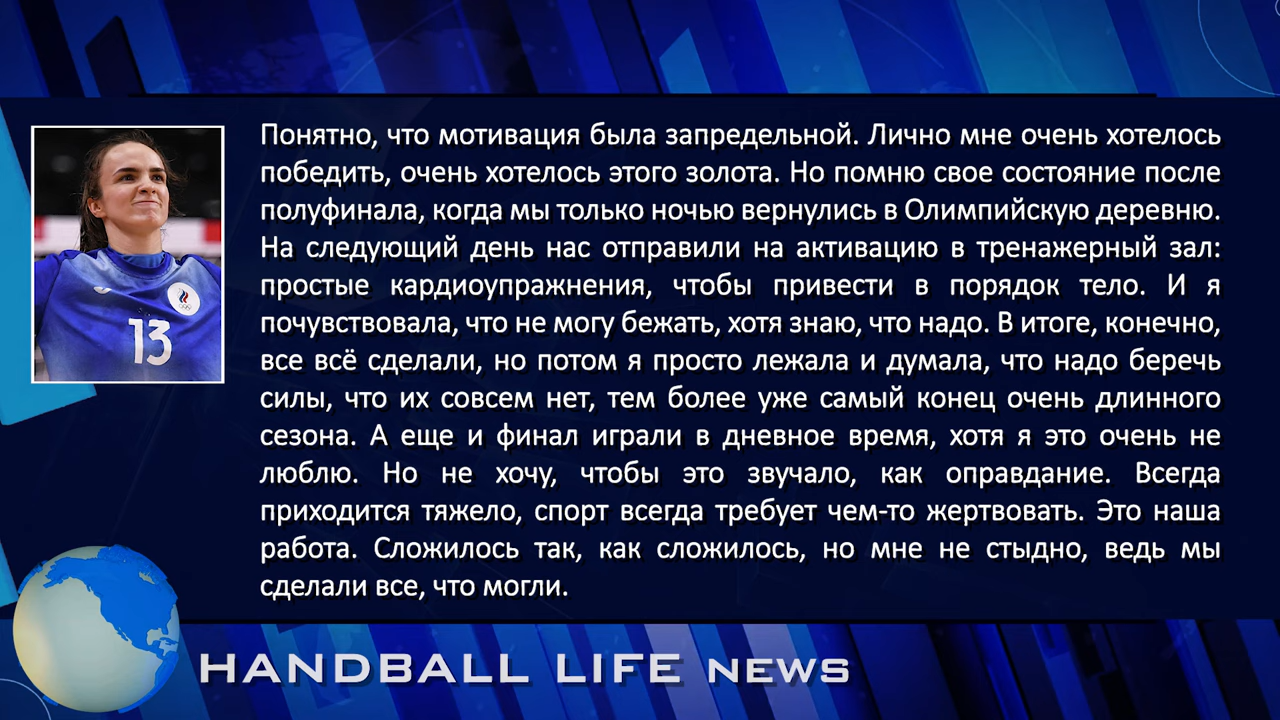 Понятно, что мотивация была запредельной. Лично мне очень хотелось
победить, очень хотелось этого золота. Но помню свое состояние после
полуфинала, когда мы только ночью вернулись в Олимпийскую деревню.
На следующий день нас отправили на активацию в тренажерный зал:
простые кардиоупражнения, чтобы привести в порядок тело. И я
почувствовала, что не могу бежать, хотя знаю, что надо. В итоге, конечно,
все всё сделали, но потом я просто лежала и думала, что надо беречь
силы, что их совсем нет, тем более уже самый конец очень длинного
сезона. А еще и финал играли в дневное время, хотя я это очень не
люблю. Но не хочу, чтобы это звучало, как оправдание. Всегда
приходится тяжело, спорт всегда требует чем-то жертвовать. Это наша
работа. Сложилось так, как сложилось, но мне не стыдно, ведь мы
сделали все, что могли.
13
HANDBALL LIFE NEWS